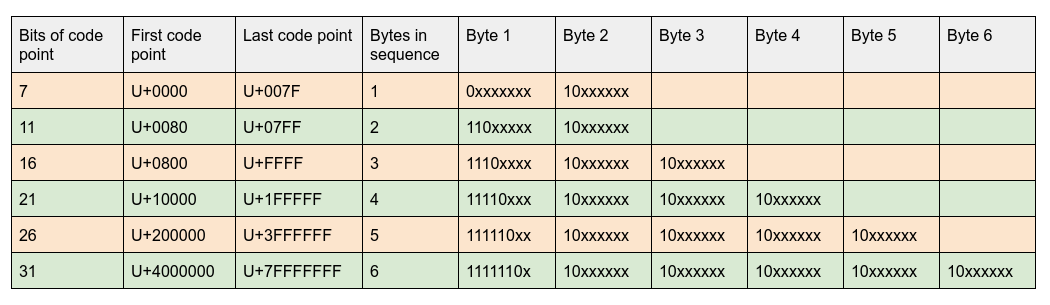 Bits of code point First code point Last code point Bytes in sequence Byte 1 Byte 2 Byte 3 Byte 4 Byte 5 Byte 6
7 U+0000 U+007F 1 0xxxxxxx 10xxxxxx
11 U+0080 U+07FF 2 110xxxxx 10xxxxxx
16 U+0800 U+FFFF 3 1110xxxx 10xxxxxx 10xxxxxx
21 U+10000 U+1FFFFF 4 11110xxx 10xxxxxx 10xxxxxx 10xxxxxx
26 U+200000 U+3FFFFFF 5 111110xx 10xxxxxx 10xxxxxx 10xxxxxx 10xxxxxx
31 U+4000000 U+7FFFFFFF 6 1111110x 10xxxxxx 10xxxxxx 10xxxxxx 10xxxxxx 10xxxxxx